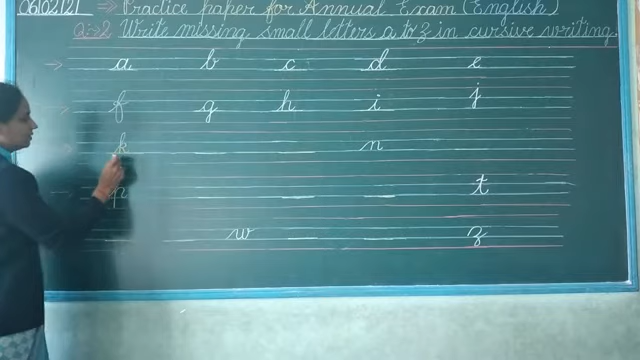 06/02/21 ⇒ Practice paper for Annual Exam (English)
Q:⇒2 Write missing small letters a to z in cursive writing.
→ a b c d e
→ f g h i j
→ k _ n _
→ p _ _ t
_ w _ _ z